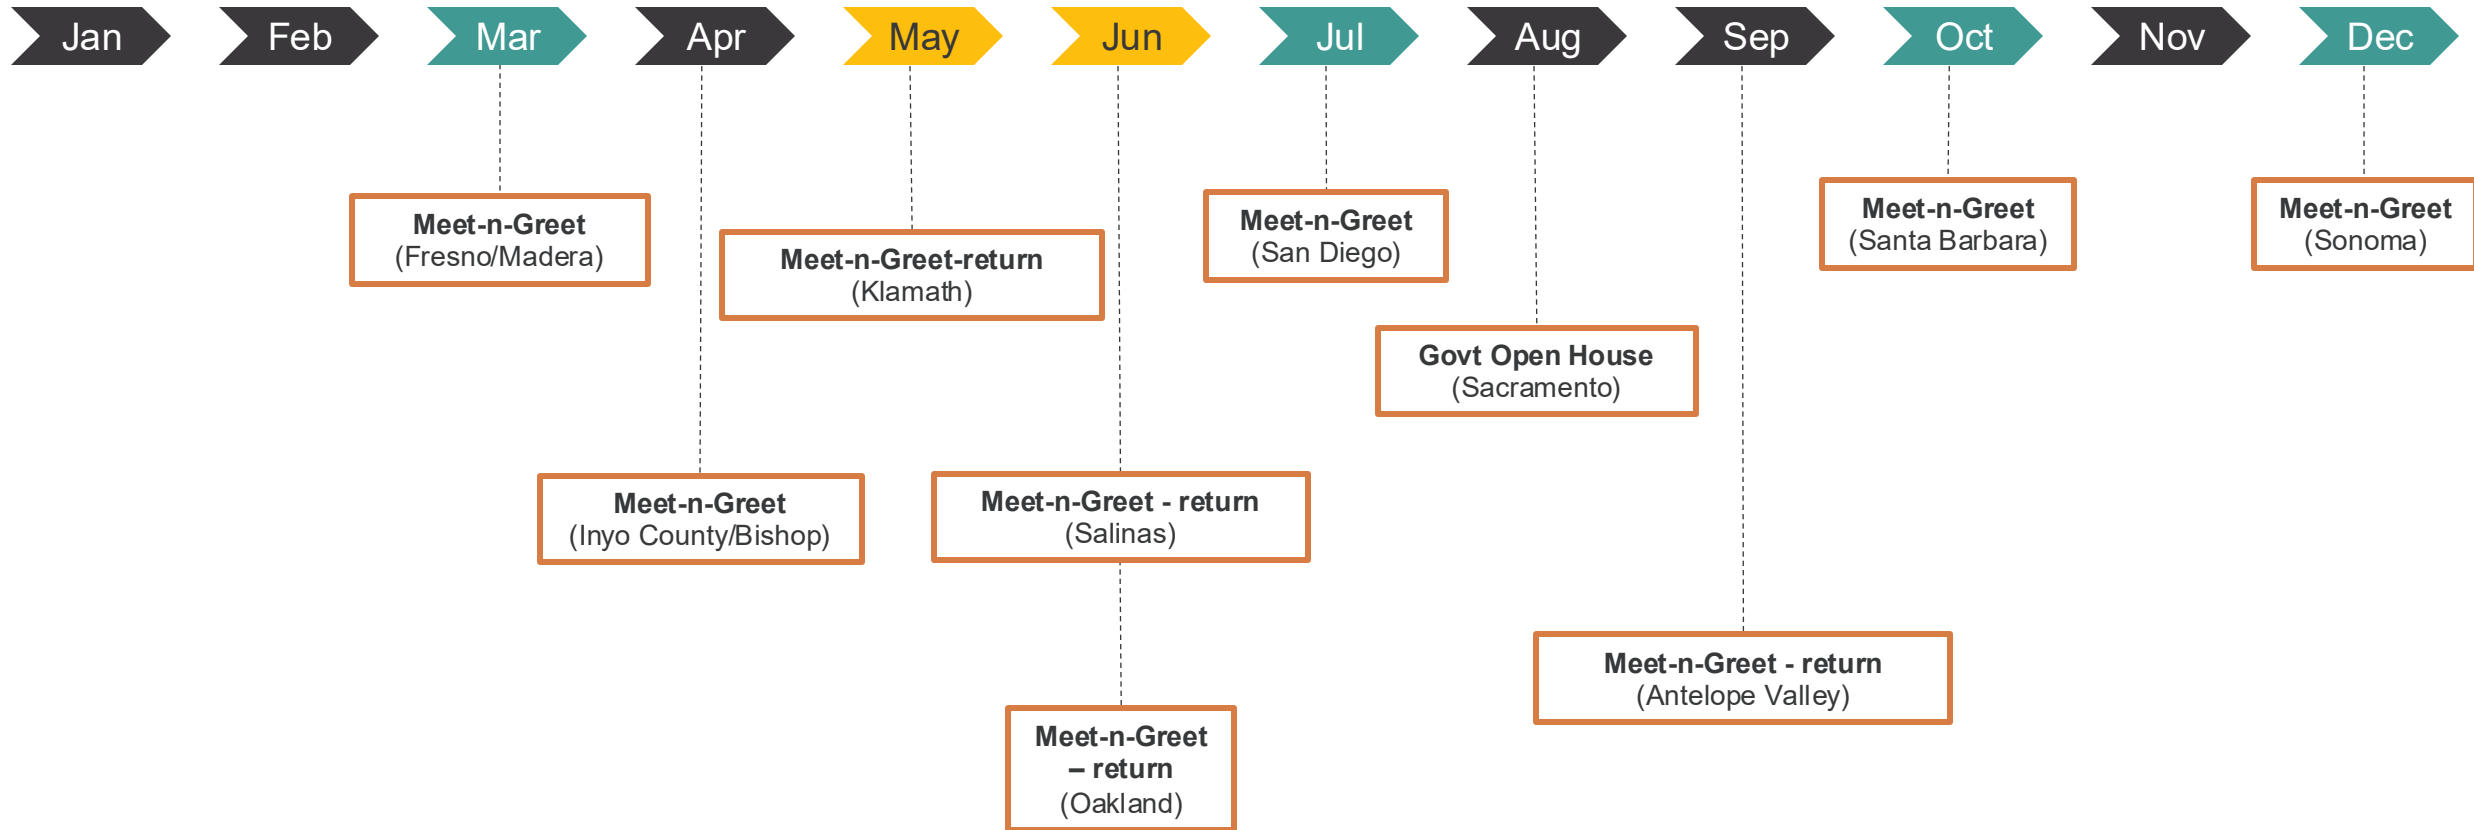 Jan
Feb
Mar
Apr
May
Jun
Jul
Aug
Sep
Oct
Nov
Dec
Meet-n-Greet
(Fresno/Madera)
Meet-n-Greet
(Inyo County/Bishop)
Meet-n-Greet-return
(Klamath)
Meet-n-Greet - return
(Salinas)
Meet-n-Greet
– return
(Oakland)
Meet-n-Greet
(San Diego)
Govt Open House
(Sacramento)
Meet-n-Greet - return
(Antelope Valley)
Meet-n-Greet
(Santa Barbara)
Meet-n-Greet
(Sonoma)